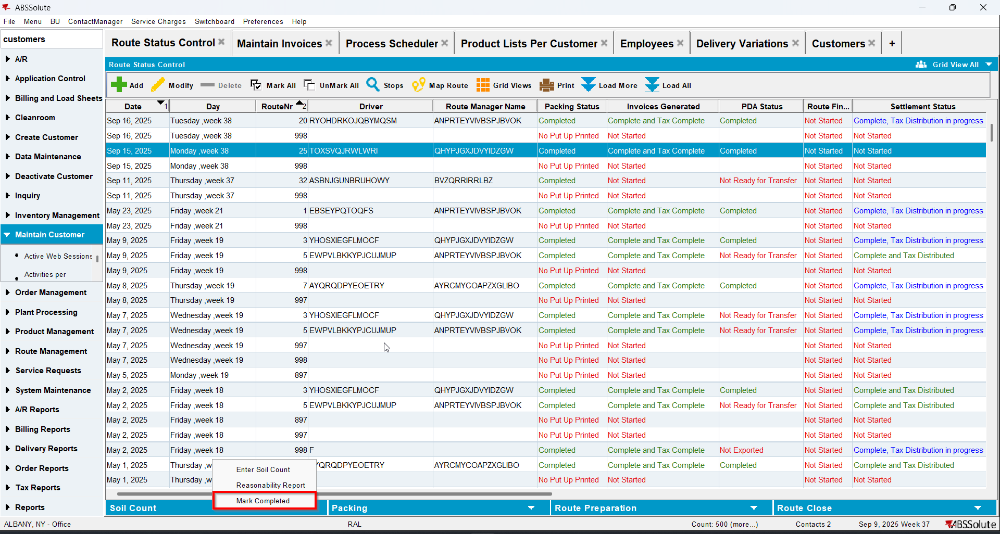 ABSSolute
File Menu BU ContactManager Service Charges Switchboard Preferences Help
customers
Route Status Control Maintain Invoices Process Scheduler Product Lists Per Customer Employees Delivery Variations Customers +
Route Status Control Grid View All
Add Modify Delete Mark All UnMark All Stops Map Route Grid Views Print Load More Load All
A/R
Application Control
Billing and Load Sheets
Cleanroom
Create Customer
Data Maintenance
Deactivate Customer
Inquiry
Inventory Management
Maintain Customer
Active Web Sessions
Activities per
Order Management
Plant Processing
Product Management
Route Management
Service Requests
System Maintenance
A/R Reports
Billing Reports
Delivery Reports
Order Reports
Tax Reports
Reports
Date 1 Day RouteNr 2 Driver Route Manager Name Packing Status Invoices Generated PDA Status Route Fin... Settlement Status
Sep 16, 2025 Tuesday ,week 38 20 RYOHDRKOJQBYMQSM ANPRTEYVIVBSPJBVOK Completed Complete and Tax Complete Completed Not Started Complete, Tax Distribution in progress
Sep 16, 2025 Tuesday ,week 38 998 No Put Up Printed Not Started Not Started Not Started
Sep 15, 2025 Monday ,week 38 25 TOXSVQJRWLWRI QHYPJGXJDVYIDZGW Completed Complete and Tax Complete Completed Not Started Not Started
Sep 15, 2025 Monday ,week 38 998 No Put Up Printed Not Started Not Started Not Started
Sep 11, 2025 Thursday ,week 37 32 ASBNJGUNBRUHOWY BVZQRRIRRLBZ Completed Not Started Not Ready for Transfer Not Started Not Started
Sep 11, 2025 Thursday ,week 37 998 No Put Up Printed Not Started Not Started Not Started
May 23, 2025 Friday ,week 21 1 EBSEYPQTOQFS ANPRTEYVIVBSPJBVOK Completed Complete and Tax Complete Completed Not Started Complete, Tax Distribution in progress
May 23, 2025 Friday ,week 21 998 No Put Up Printed Not Started Not Started Not Started
May 9, 2025 Friday ,week 19 3 YHOSXIEGFLMOCF QHYPJGXJDVYIDZGW Completed Complete and Tax Complete Completed Not Started Complete, Tax Distribution in progress
May 9, 2025 Friday ,week 19 5 EWPVLBKKYPJCUJMUP ANPRTEYVIVBSPJBVOK Completed Complete and Tax Complete Not Ready for Transfer Not Started Complete and Tax Distributed
May 9, 2025 Friday ,week 19 998 No Put Up Printed Not Started Not Started Not Started
May 8, 2025 Thursday ,week 19 7 AYQRQDPYEOETRY AYRCMYCOAPZXGLIBO Completed Complete and Tax Complete Completed Not Started Complete, Tax Distribution in progress
May 8, 2025 Thursday ,week 19 997 No Put Up Printed Not Started Not Started Not Started
May 7, 2025 Wednesday ,week 19 3 YHOSXIEGFLMOCF QHYPJGXJDVYIDZGW Completed Complete and Tax Complete Not Ready for Transfer Not Started Complete, Tax Distribution in progress
May 7, 2025 Wednesday ,week 19 5 EWPVLBKKYPJCUJMUP ANPRTEYVIVBSPJBVOK Completed Complete and Tax Complete Not Ready for Transfer Not Started Complete, Tax Distribution in progress
May 7, 2025 Wednesday ,week 19 997 No Put Up Printed Not Started Not Started Not Started
May 7, 2025 Wednesday ,week 19 998 No Put Up Printed Not Started Not Started Not Started
May 5, 2025 Monday ,week 19 897 No Put Up Printed Not Started Not Started Not Started
May 2, 2025 Friday ,week 18 3 YHOSXIEGFLMOCF QHYPJGXJDVYIDZGW Completed Complete and Tax Complete Completed Not Started Complete and Tax Distributed
May 2, 2025 Friday ,week 18 5 EWPVLBKKYPJCUJMUP ANPRTEYVIVBSPJBVOK Completed Complete and Tax Complete Not Ready for Transfer Not Started Complete and Tax Distributed
May 2, 2025 Friday ,week 18 897 No Put Up Printed Not Started Not Started Not Started
May 2, 2025 Friday ,week 18 997 No Put Up Printed Not Started Not Started Not Started
May 2, 2025 Friday ,week 18 998 F Completed Complete and Tax Complete Not Exported Not Started Complete, Tax Distribution in progress
May 1, 2025 Thursday ,w YQRQDPYEOETRY AYRCMYCOAPZXGLIBO Completed Complete and Tax Complete Completed Not Started Complete and Tax Distributed
May 1, 2025 Thursday ,w No Put Up Printed Not Started Not Started Not Started
Enter Soil Count
Reasonability Report
Mark Completed
Soil Count Packing Route Preparation Route Close
ALBANY, NY - Office RAL Count: 500 (more...) Contacts 2 Sep 9, 2025 Week 37 ABSSolute